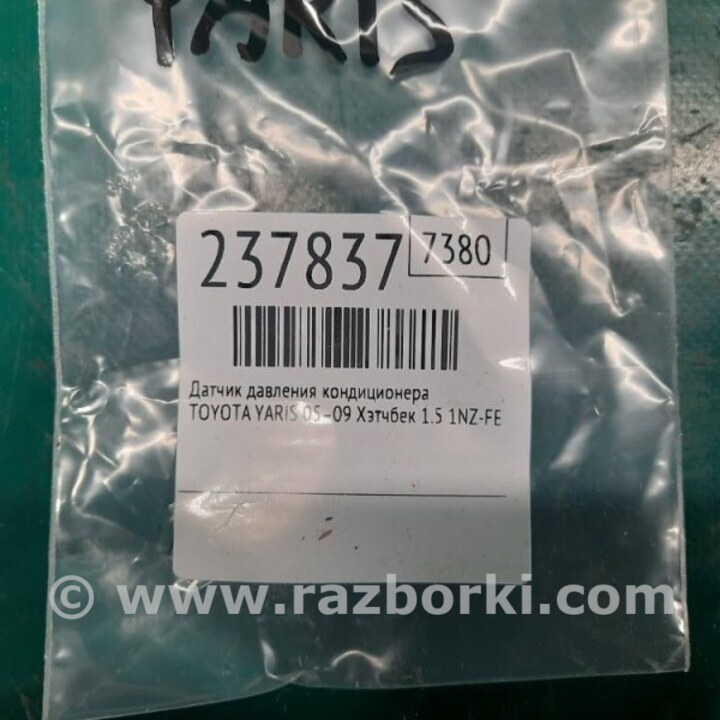 YARIS
237837 7380
Датчик давления кондиционера
TOYOTA YARIS 05-09 Хэтчбек 1.5 1NZ-FE
© www.razborki.com